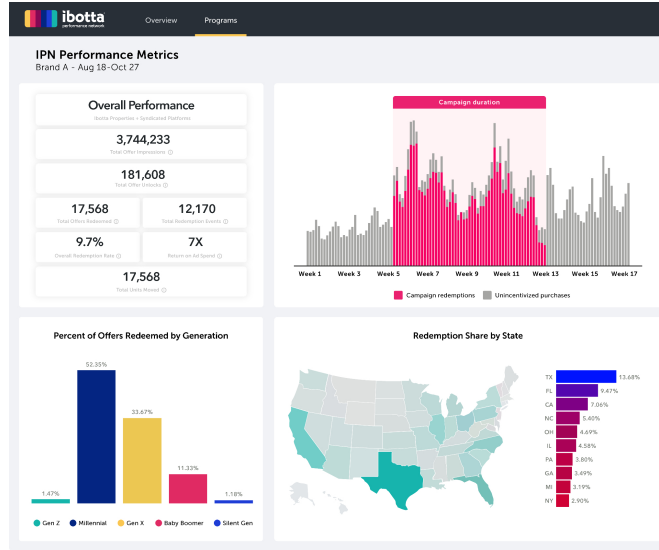 ibotta
performance network
Overview
Programs
IPN Performance Metrics
Brand A - Aug 18-Oct 27
Overall Performance
Ibotta Properties + Syndicated Platforms
3,744,233
Total Offer Impressions
181,608
Total Offer Unlocks
17,568
Total Offers Redeemed
12,170
Total Redemption Events
9.7%
Overall Redemption Rate
7X
Return on Ad Spend
17,568
Total Units Moved
Campaign duration
Week 1 Week 3 Week 5 Week 7 Week 9 Week 11 Week 13 Week 15 Week 17
Campaign redemptions Unincentivized purchases
Percent of Offers Redeemed by Generation
1.47%
52.35%
33.67%
11.33%
1.18%
Gen Z Millennial Gen X Baby Boomer Silent Gen
Redemption Share by State
TX 13.68%
FL 9.47%
CA 7.06%
NC 5.40%
OH 4.69%
IL 4.58%
PA 3.80%
GA 3.49%
MI 3.19%
NY 2.90%